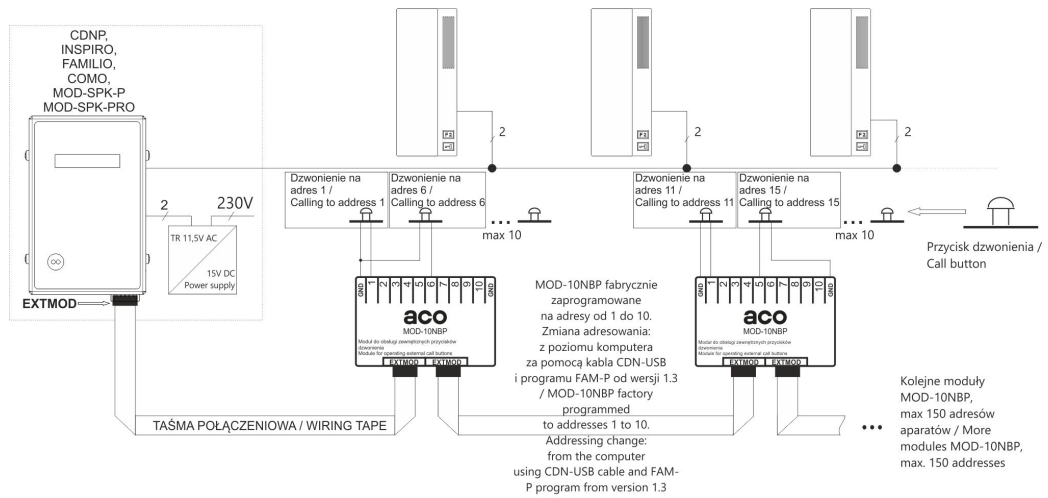 CDNP,
INSPIRO,
FAMILIO,
COMO,
MOD-SPK-P
MOD-SPK-PRO
2
230V
TR 11,5V AC
15V DC
Power supply
EXTMOD
P2
2
P2
2
P2
2
Dzwonienie na
adres 1 /
Calling to address 1
Dzwonienie na
adres 6 /
Calling to address 6
...
max 10
Dzwonienie na
adres 11 /
Calling to address 11
Dzwonienie na
adres 15 /
Calling to address 15
...
max 10
Przycisk dzwonienia /
Call button
GND 1 2 3 4 5 6 7 8 9 10 GND
aco
MOD-10NBP
Moduł do obsługi zewnętrznych przycisków
dzwonienia
Module for operating external call buttons
EXTMOD EXTMOD
MOD-10NBP fabrycznie
zaprogramowane
na adresy od 1 do 10.
Zmiana adresowania:
z poziomu komputera
za pomocą kabla CDN-USB
i programu FAM-P od wersji 1.3
/ MOD-10NBP factory
programmed
to addresses 1 to 10.
Addressing change:
from the computer
using CDN-USB cable and FAM-
P program from version 1.3
GND 1 2 3 4 5 6 7 8 9 10 GND
aco
MOD-10NBP
Moduł do obsługi zewnętrznych przycisków
dzwonienia
Module for operating external call buttons
EXTMOD EXTMOD
TAŚMA POŁĄCZENIOWA / WIRING TAPE
...
Kolejne moduły
MOD-10NBP,
max 150 adresów
aparatów / More
modules MOD-10NBP,
max. 150 addresses